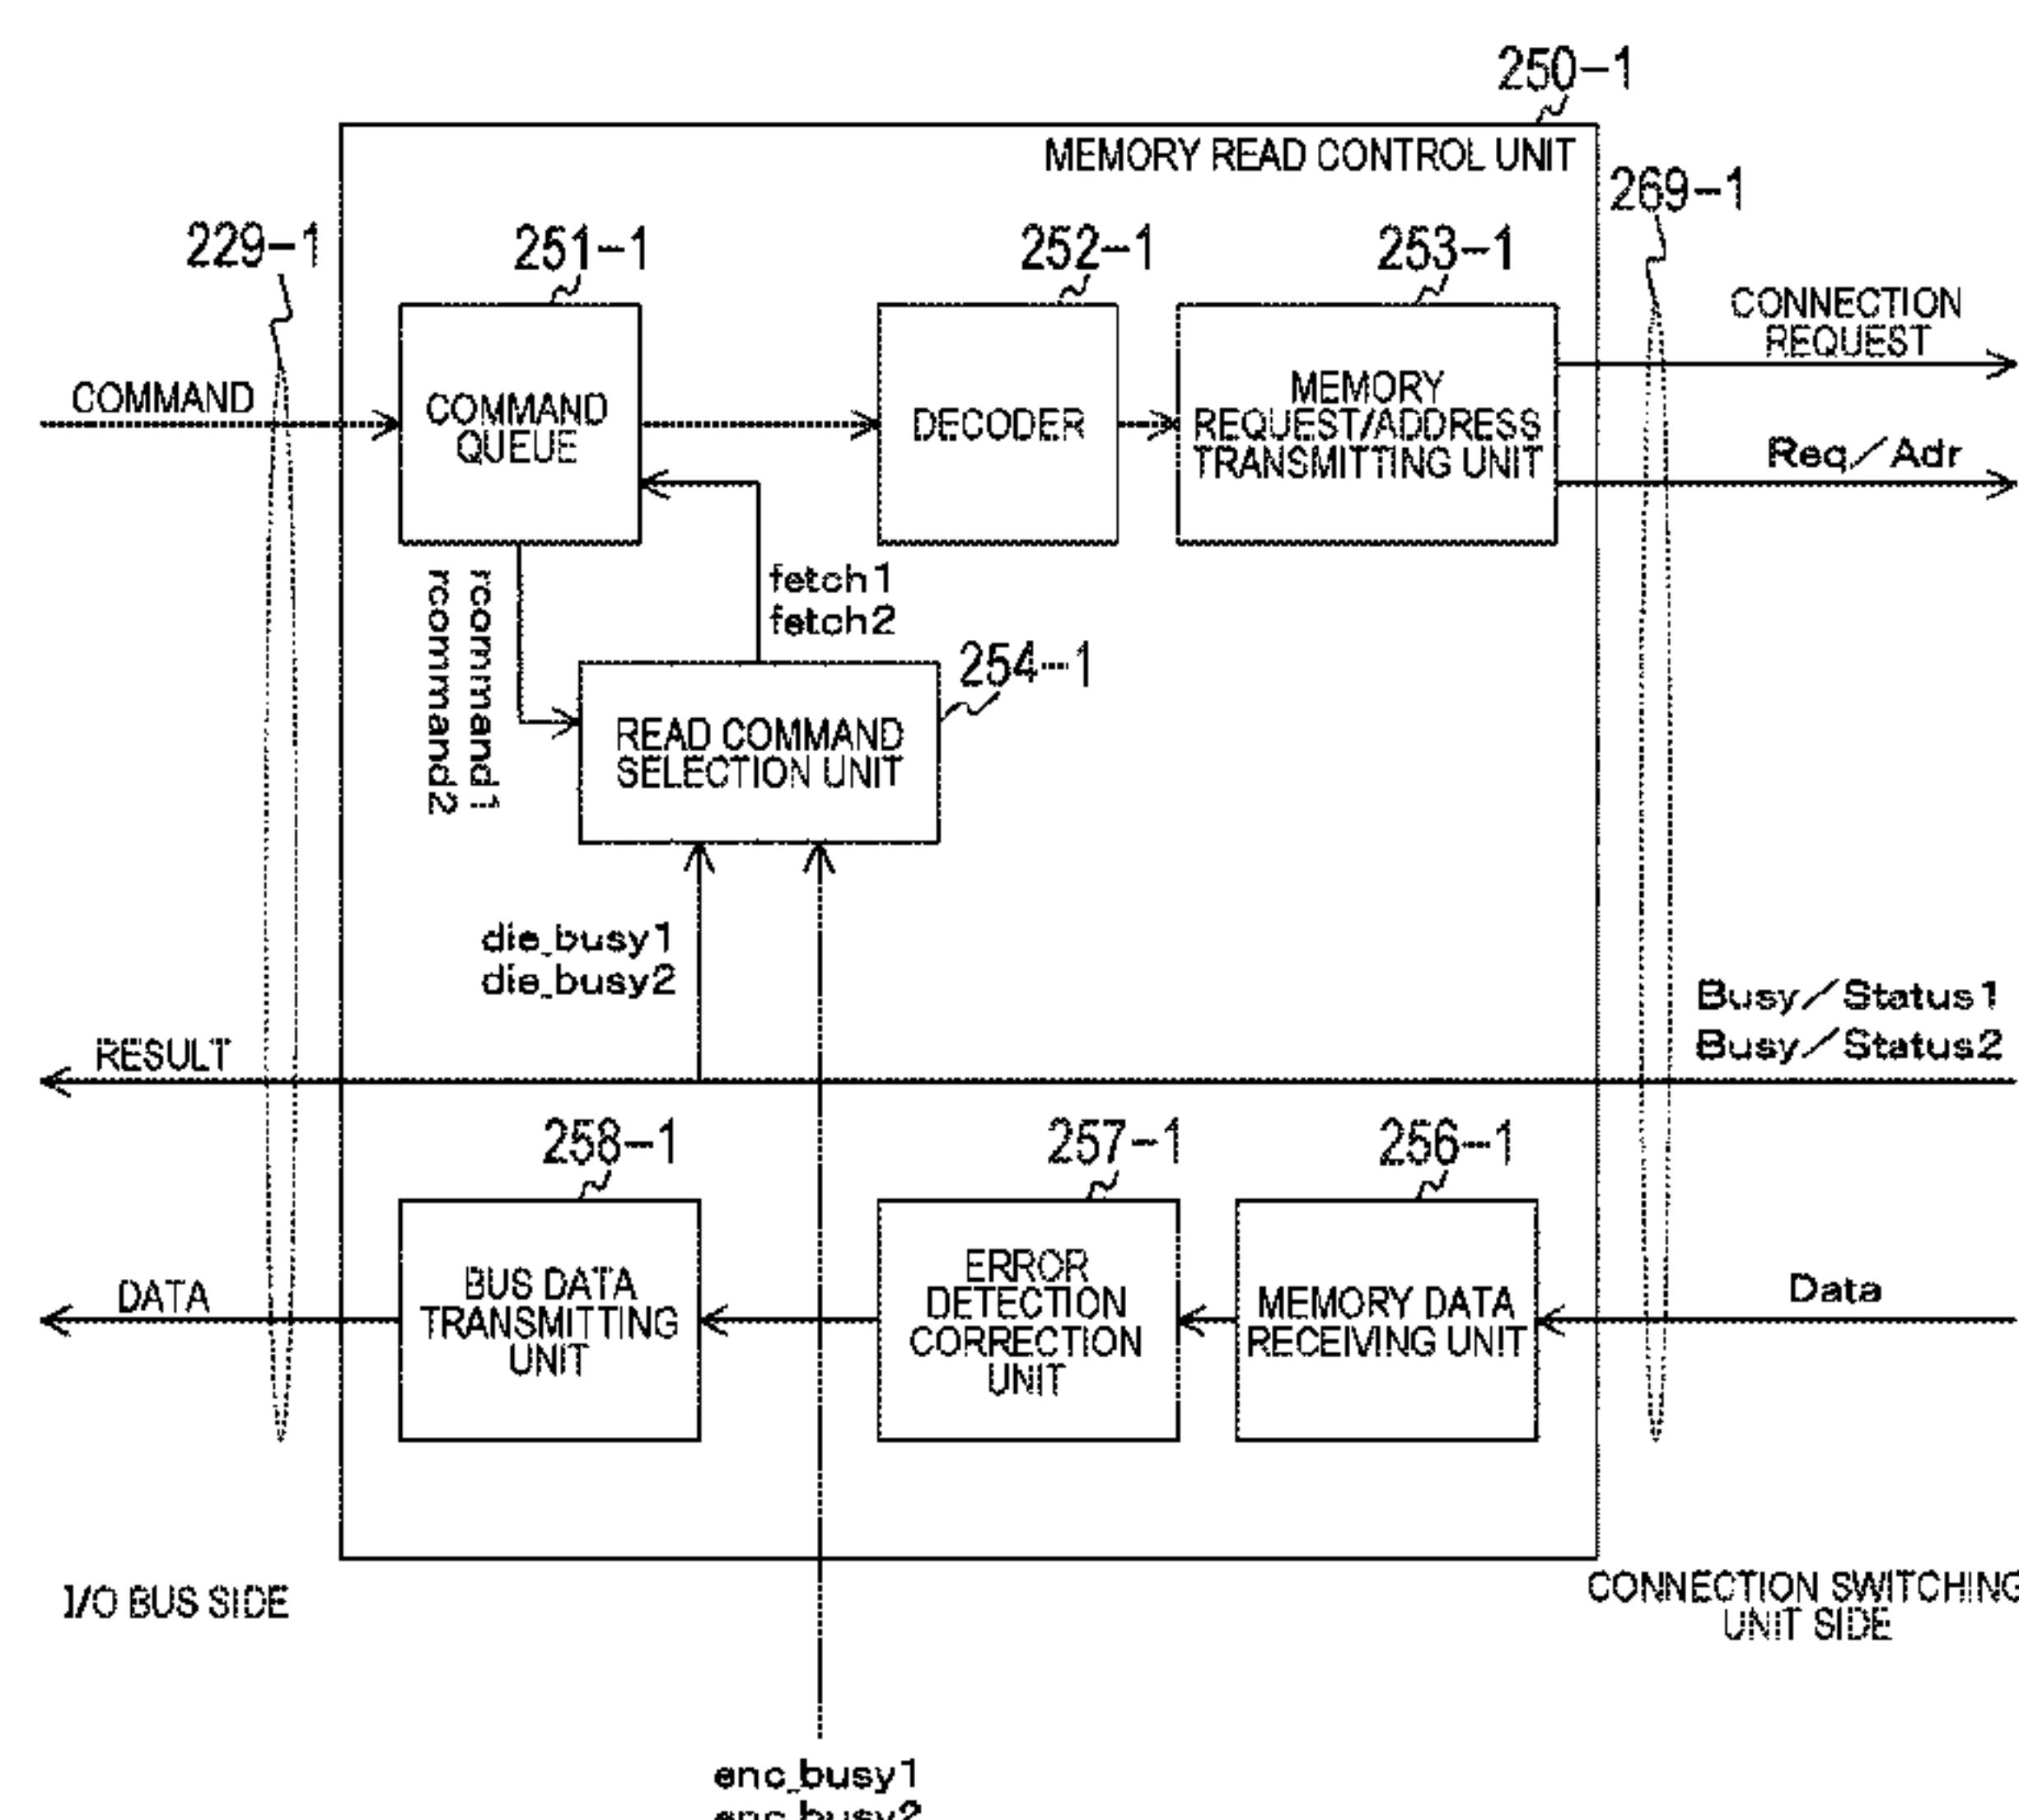 250-1
MEMORY READ CONTROL UNIT
269-1
229-1
251-1
252-1
253-1
CONNECTION
REQUEST
COMMAND
COMMAND
QUEUE
DECODER
MEMORY
REQUEST/ADDRESS
TRANSMITTING UNIT
Req/Adr
rcommand1
rcommand2
fetch1
fetch2
254-1
READ COMMAND
SELECTION UNIT
die_busy1
die_busy2
Busy/Status1
Busy/Status2
RESULT
258-1
257-1
256-1
DATA
BUS DATA
TRANSMITTING
UNIT
ERROR
DETECTION
CORRECTION
UNIT
MEMORY DATA
RECEIVING UNIT
Data
I/O BUS SIDE
CONNECTION SWITCHING
UNIT SIDE
enc_busy1
enc_busy2